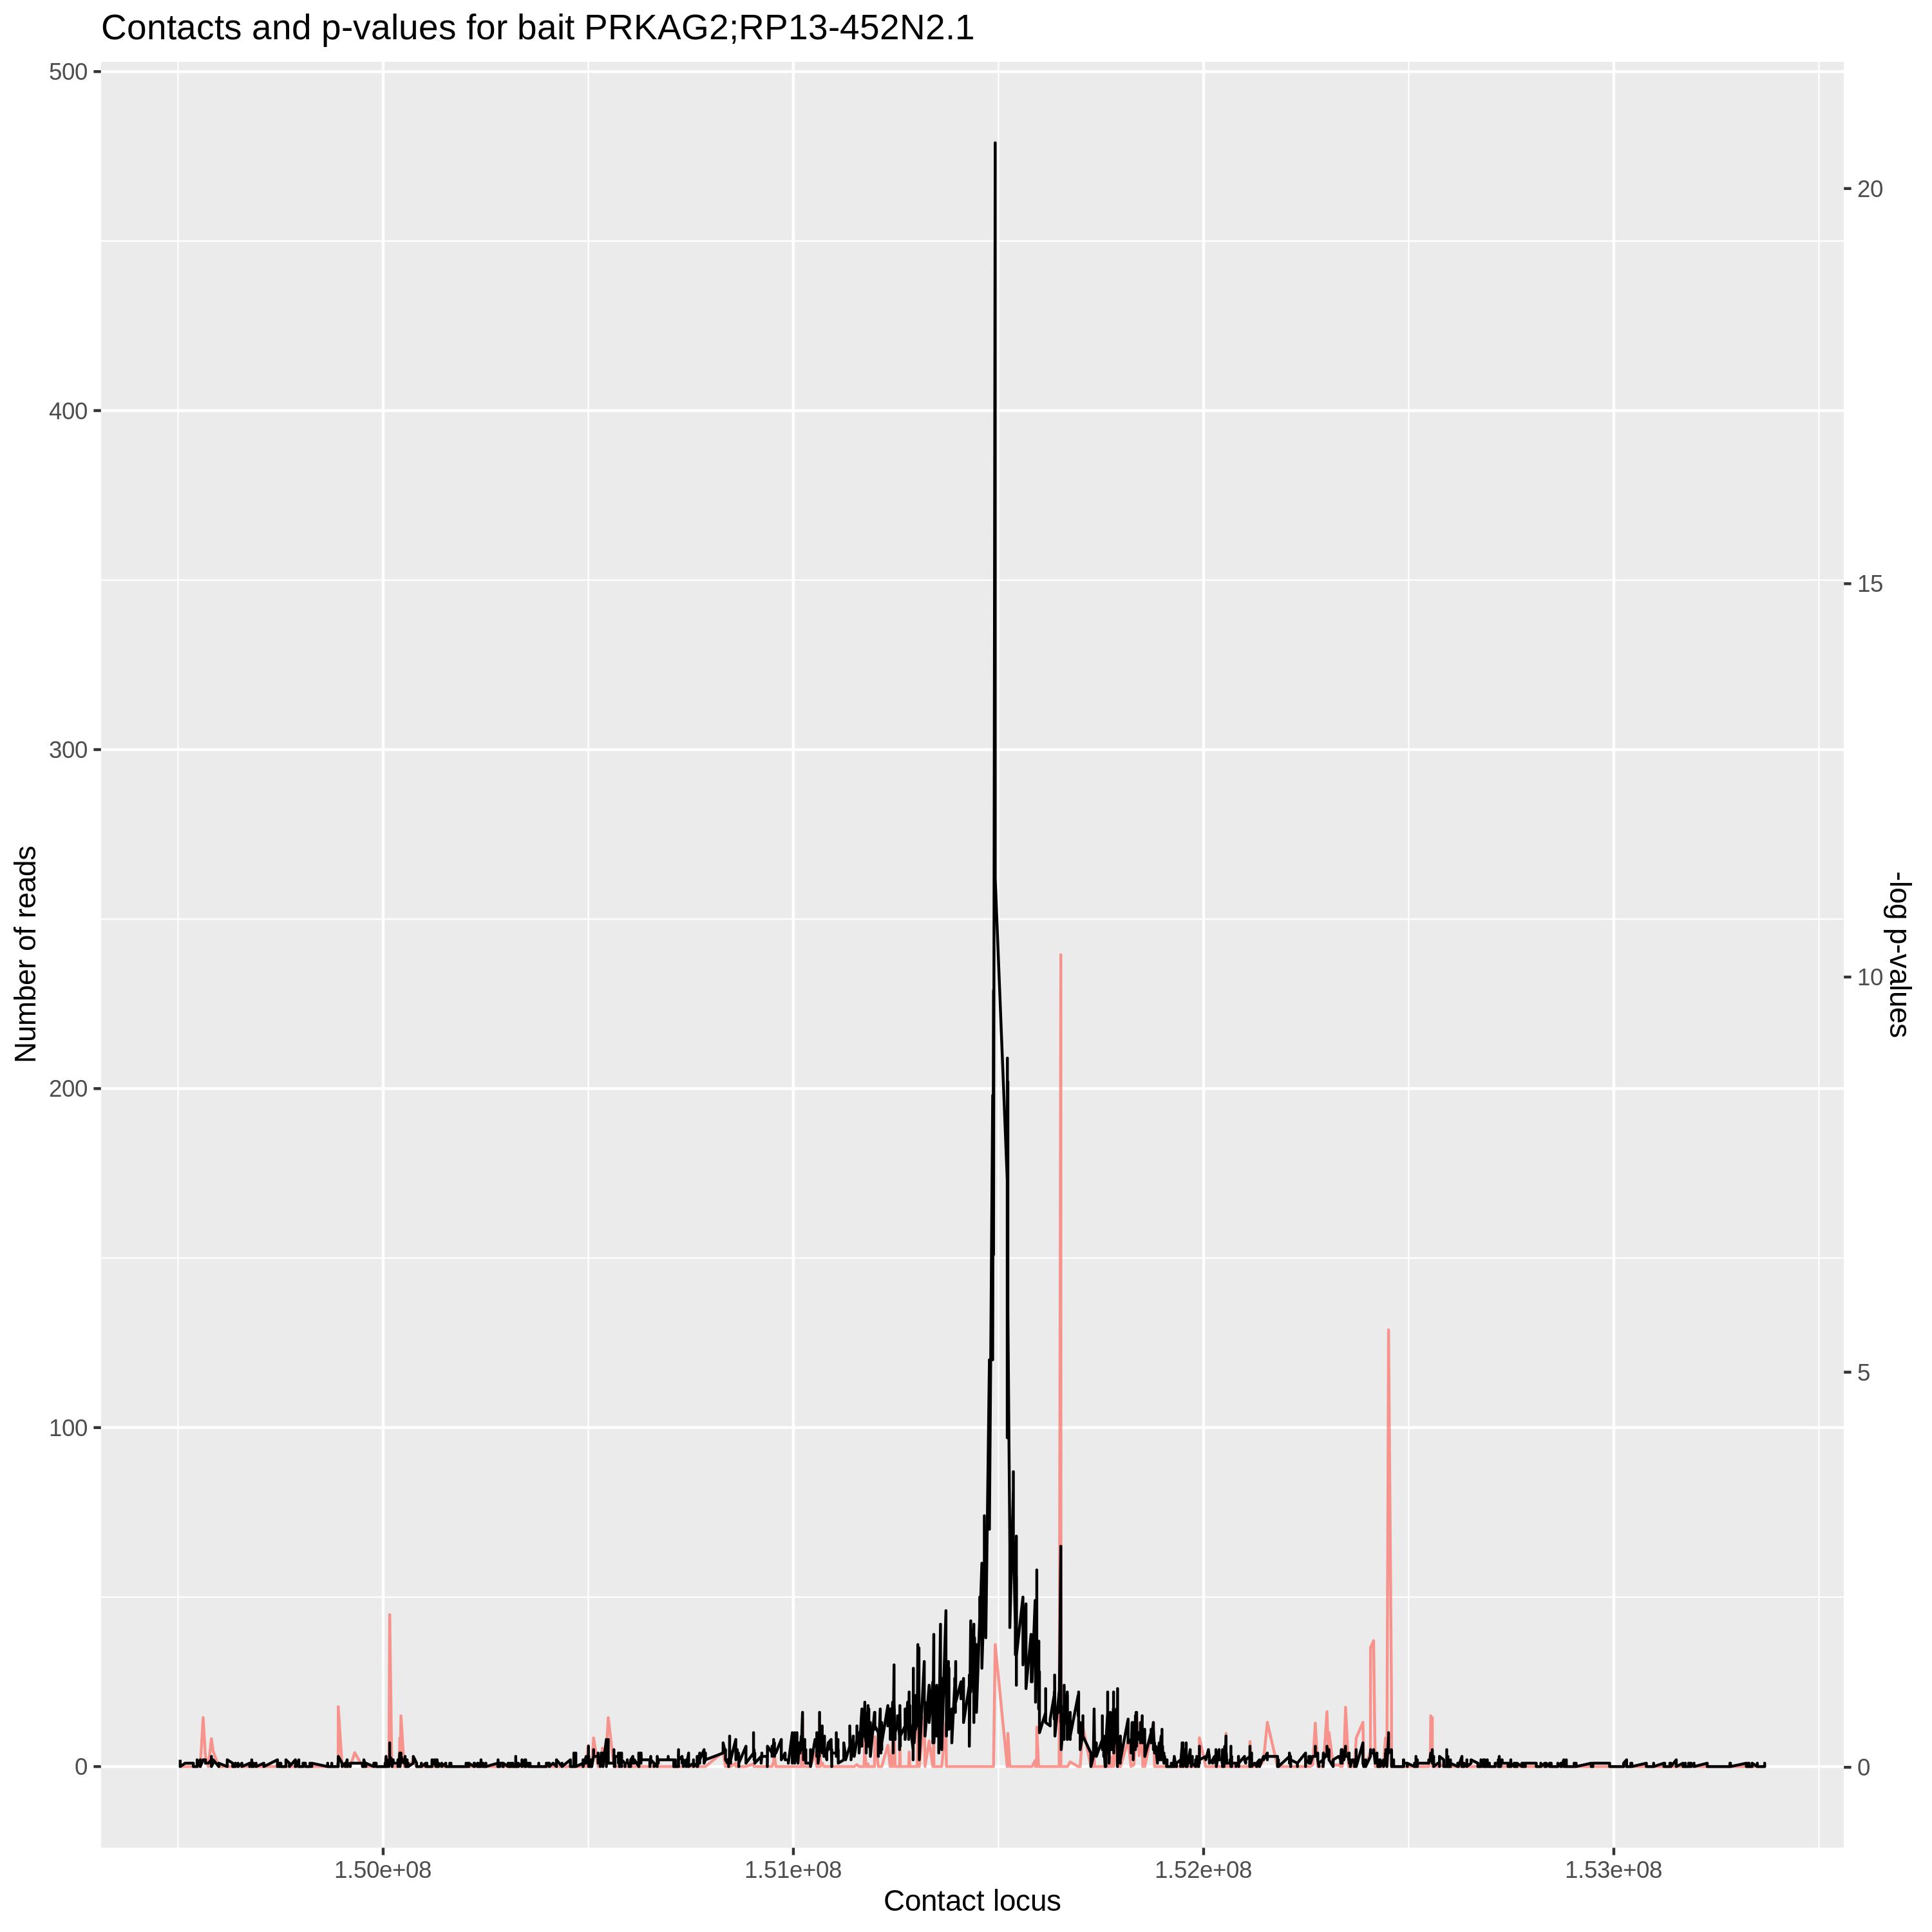 Contacts and p-values for bait PRKAG2;RP13-452N2.1
500
400
300
200
100
0
Number of reads
20
15
10
5
0
-log p-values
1.50e+08 1.51e+08 1.52e+08 1.53e+08
Contact locus